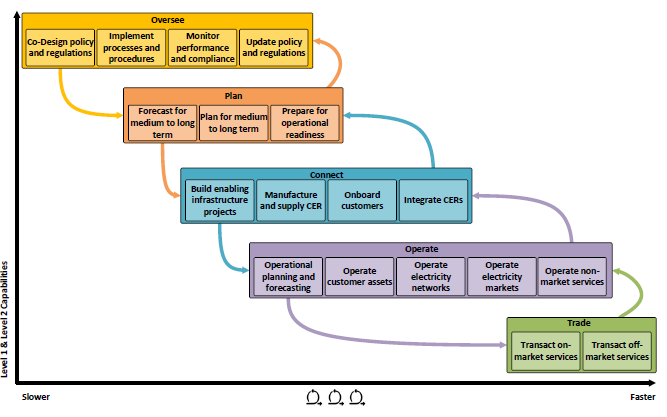 Oversee
Co-Design policy
and regulations
Implement
processes and
procedures
Monitor
performance
and compliance
Update policy
and regulations
Plan
Forecast for
medium to long
term
Plan for medium
to long term
Prepare for
operational
readiness
Connect
Build enabling
infrastructure
projects
Manufacture
and supply CER
Onboard
customers
Integrate CERs
Operate
Operational
planning and
forecasting
Operate
customer assets
Operate
electricity
networks
Operate
electricity
markets
Operate non-
market services
Trade
Transact on-
market services
Transact off-
market services
Level 1 & Level 2 Capabilities
Slower
Faster